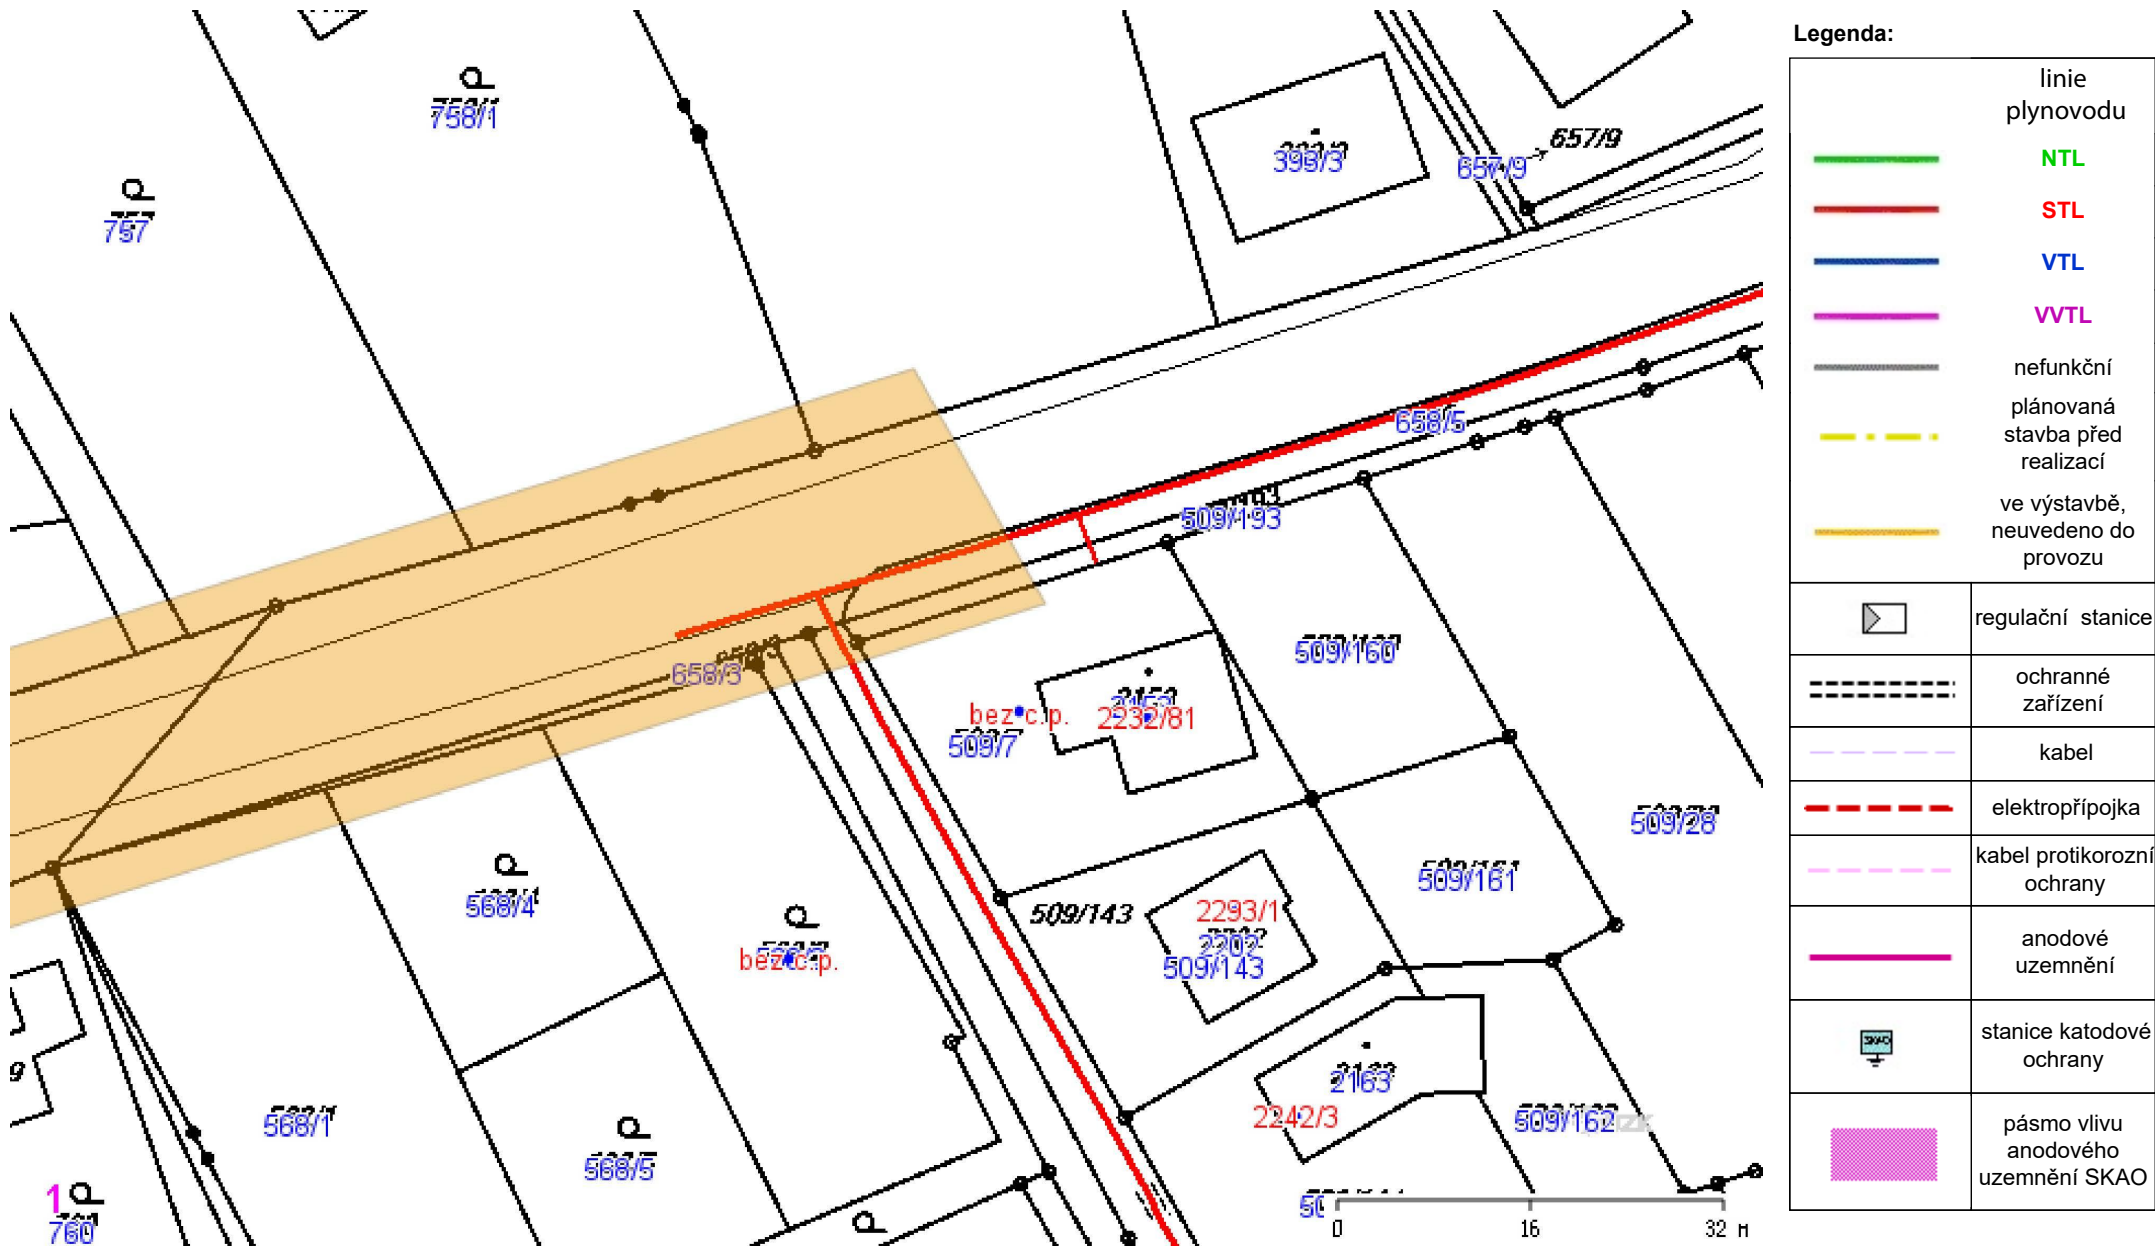 Legenda:
linie
plynovodu
NTL
STL
VTL
VVTL
nefunkční
plánovaná
stavba před
realizací
ve výstavbě,
neuvedeno do
provozu
regulační stanice
ochranné
zařízení
kabel
elektropřípojka
kabel protikorozní
ochrany
anodové
uzemnění
SKAO
stanice katodové
ochrany
pásmo vlivu
anodového
uzemnění SKAO
758/1
757
393/3
657/9
657/9
658/5
509/193
658/3
509/160
bez č.p.
2232/81
509/7
509/28
509/161
568/4
509/143
2293/1
2202
509/143
bez č.p.
2163
2242/3
509/162
568/1
568/5
1
760
0 16 32 M